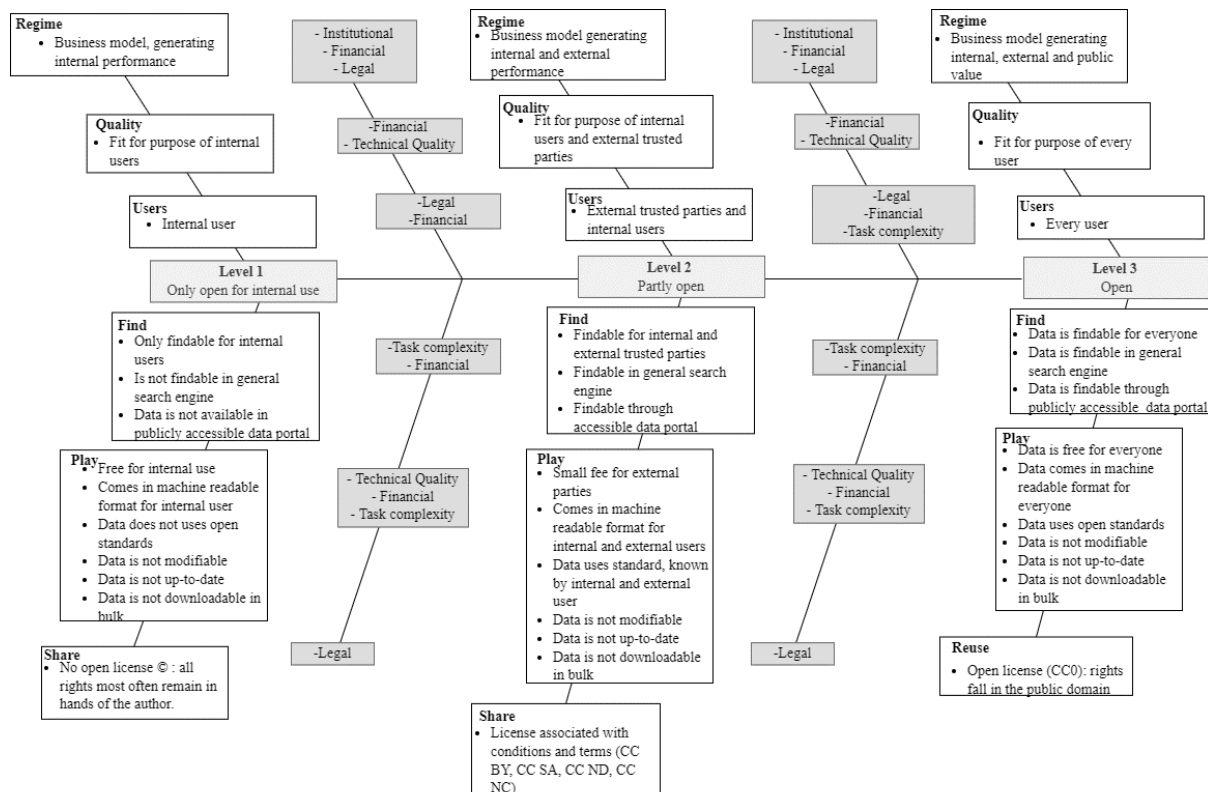 Regime
• Business model, generating
internal performance
Quality
• Fit for purpose of internal
users
Users
• Internal user
Level 1
Only open for internal use
Find
• Only findable for internal
users
• Is not findable in general
search engine
• Data is not available in
publicly accessible data portal
Play
• Free for internal use
• Comes in machine readable
format for internal user
• Data does not uses open
standards
• Data is not modifiable
• Data is not up-to-date
• Data is not downloadable in
bulk
Share
• No open license © : all
rights most often remain in
hands of the author.
- Institutional
- Financial
- Legal
-Financial
- Technical Quality
-Legal
-Financial
-Task complexity
- Financial
- Technical Quality
- Financial
- Task complexity
-Legal
Regime
• Business model generating
internal and external
performance
Quality
• Fit for purpose of internal
users and external trusted
parties
Users
• External trusted parties and
internal users
Level 2
Partly open
Find
• Findable for internal and
external trusted parties
• Findable in general search
engine
• Findable through
accessible data portal
Play
• Small fee for external
parties
• Comes in machine
readable format for
internal and external users
• Data uses standard, known
by internal and external
user
• Data is not modifiable
• Data is not up-to-date
• Data is not downloadable
in bulk
Share
• License associated with
conditions and terms (CC
BY, CC SA, CC ND, CC
NC)
- Institutional
- Financial
- Legal
-Financial
- Technical Quality
-Legal
-Financial
-Task complexity
-Task complexity
- Financial
- Technical Quality
- Financial
- Task complexity
-Legal
Regime
• Business model generating
internal, external and public
value
Quality
• Fit for purpose of every
user
Users
• Every user
Level 3
Open
Find
• Data is findable for everyone
• Data is findable in general
search engine
• Data is findable through
publicly accessible data portal
Play
• Data is free for everyone
• Data comes in machine
readable format for
everyone
• Data uses open standards
• Data is not modifiable
• Data is not up-to-date
• Data is not downloadable
in bulk
Reuse
• Open license (CC0): rights
fall in the public domain